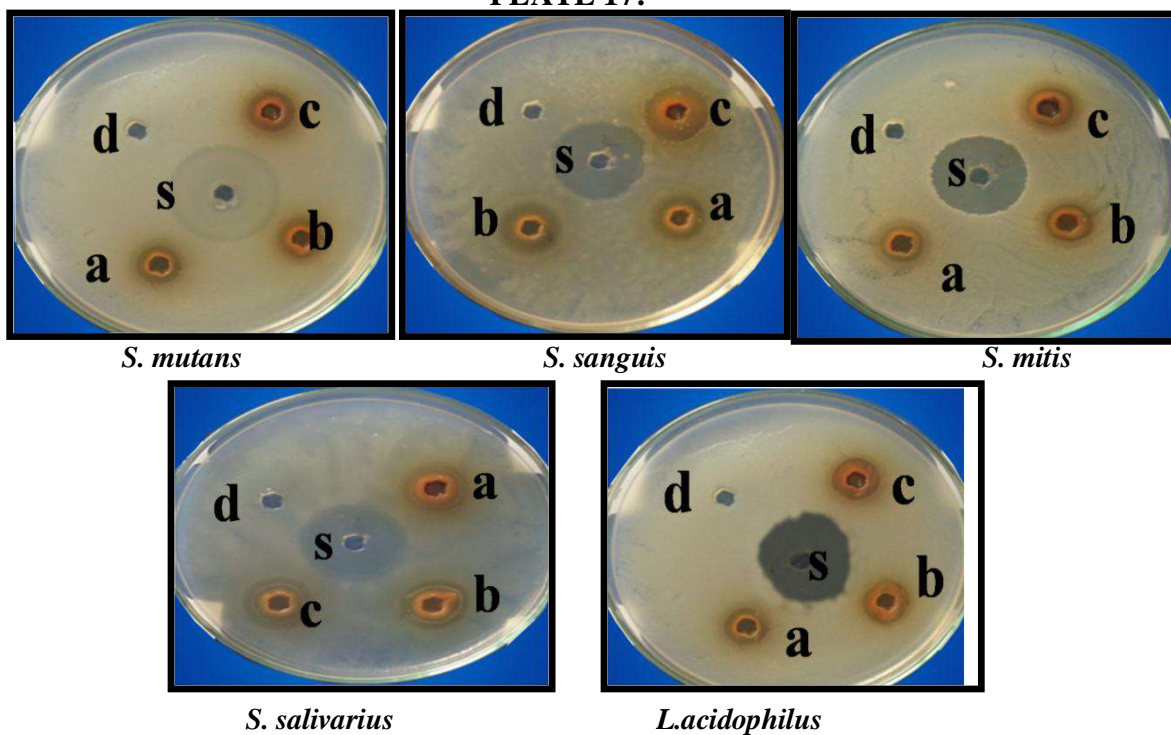 d c s b a
d c s b a
d c s a b
S. mutans S. sanguis S. mitis
d a s c b
d c s b a
S. salivarius L.acidophilus